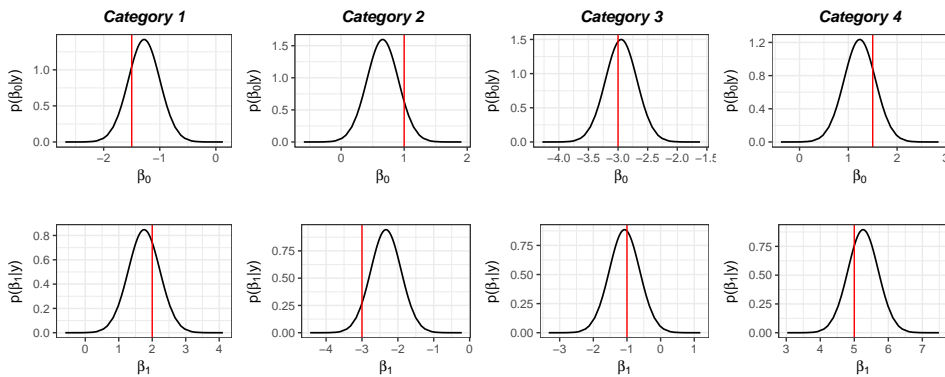 Category 1 Category 2 Category 3 Category 4
p(β0|y) 1.0 0.5 0.0 −2 −1 0 β0
p(β0|y) 1.5 1.0 0.5 0.0 0 1 2 β0
p(β0|y) 1.5 1.0 0.5 0.0 −4.0 −3.5 −3.0 −2.5 −2.0 −1.5 β0
p(β0|y) 1.2 0.8 0.4 0.0 0 1 2 3 β0
p(β1|y) 0.8 0.6 0.4 0.2 0.0 0 1 2 3 4 β1
p(β1|y) 0.75 0.50 0.25 0.00 −4 −3 −2 −1 0 β1
p(β1|y) 0.75 0.50 0.25 0.00 −3 −2 −1 0 1 β1
p(β1|y) 0.75 0.50 0.25 0.00 3 4 5 6 7 β1